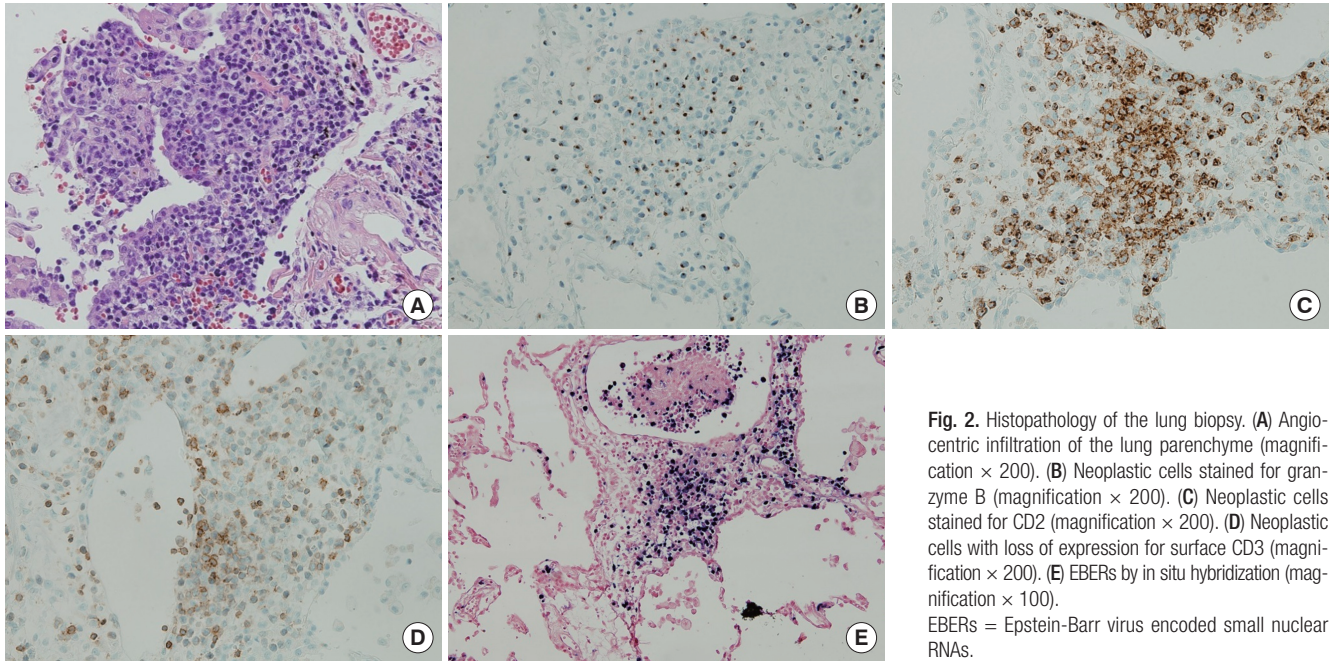 A
B
C
D
E
Fig. 2. Histopathology of the lung biopsy. (A) Angio-
centric infiltration of the lung parenchyme (magnifi-
cation × 200). (B) Neoplastic cells stained for gran-
zyme B (magnification × 200). (C) Neoplastic cells
stained for CD2 (magnification × 200). (D) Neoplastic
cells with loss of expression for surface CD3 (magni-
fication × 200). (E) EBERs by in situ hybridization (mag-
nification × 100).
EBERs = Epstein-Barr virus encoded small nuclear
RNAs.